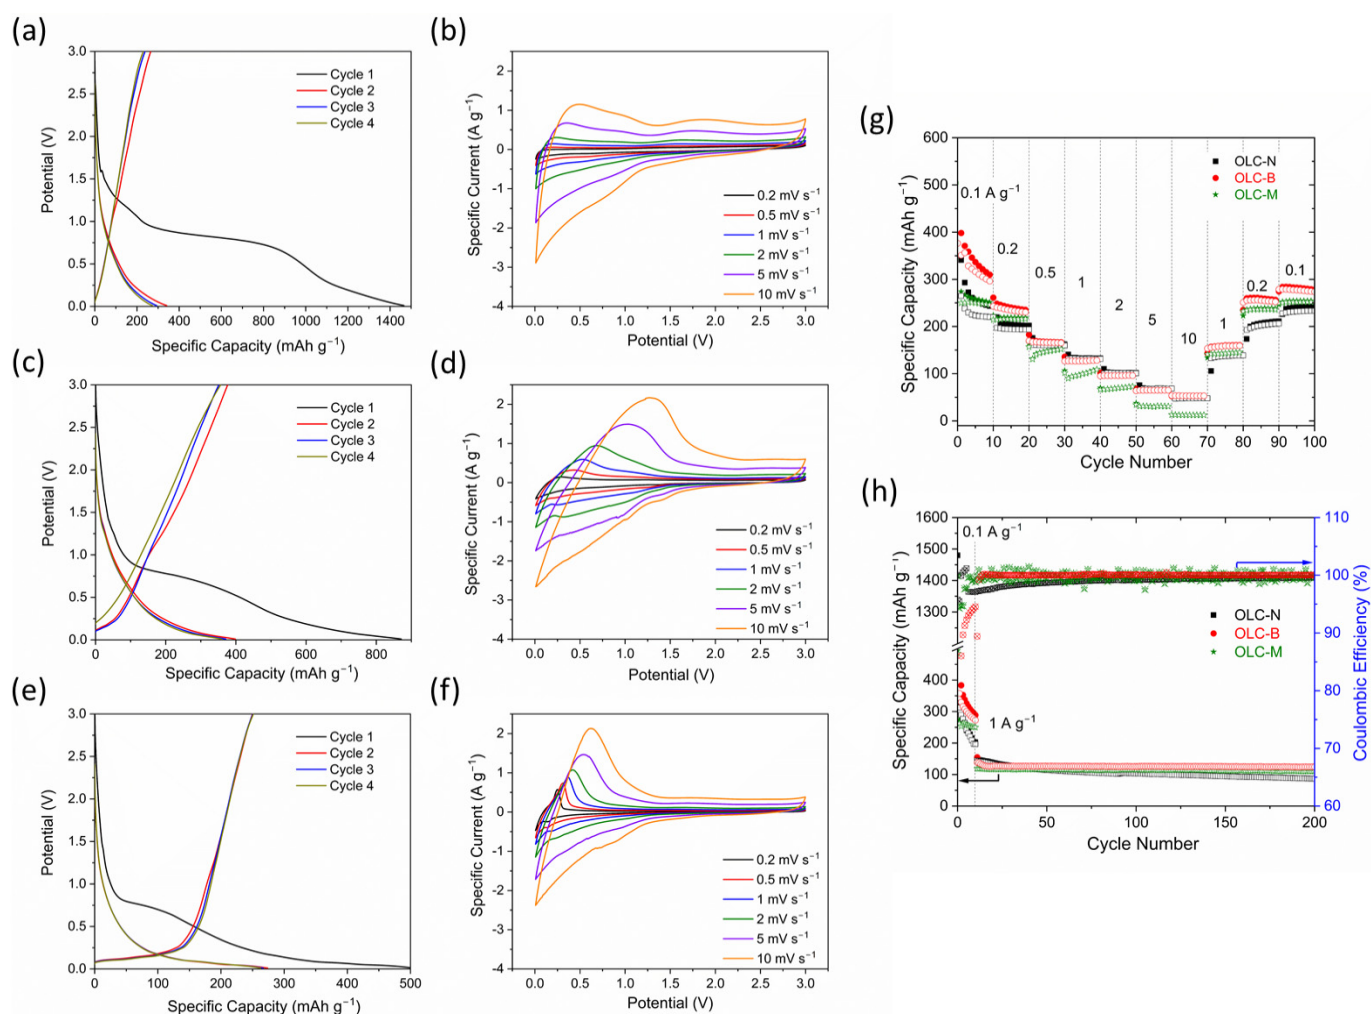 (a)
3.0
2.5
2.0
1.5
1.0
0.5
0.0
Potential (V)
Cycle 1
Cycle 2
Cycle 3
Cycle 4
0 200 400 600 800 1000 1200 1400
Specific Capacity (mAh g⁻¹)
(b)
2
1
0
-1
-2
-3
-4
Specific Current (A g⁻¹)
0.2 mV s⁻¹
0.5 mV s⁻¹
1 mV s⁻¹
2 mV s⁻¹
5 mV s⁻¹
10 mV s⁻¹
0.0 0.5 1.0 1.5 2.0 2.5 3.0
Potential (V)
(c)
3.0
2.5
2.0
1.5
1.0
0.5
0.0
Potential (V)
Cycle 1
Cycle 2
Cycle 3
Cycle 4
0 200 400 600 800
Specific Capacity (mAh g⁻¹)
(d)
4
3
2
1
0
-1
-2
-3
-4
Specific Current (A g⁻¹)
0.2 mV s⁻¹
0.5 mV s⁻¹
1 mV s⁻¹
2 mV s⁻¹
5 mV s⁻¹
10 mV s⁻¹
0.0 0.5 1.0 1.5 2.0 2.5 3.0
Potential (V)
(e)
3.0
2.5
2.0
1.5
1.0
0.5
0.0
Potential (V)
Cycle 1
Cycle 2
Cycle 3
Cycle 4
0 100 200 300 400 500
Specific Capacity (mAh g⁻¹)
(f)
2
1
0
-1
-2
-3
-4
Specific Current (A g⁻¹)
0.2 mV s⁻¹
0.5 mV s⁻¹
1 mV s⁻¹
2 mV s⁻¹
5 mV s⁻¹
10 mV s⁻¹
0.0 0.5 1.0 1.5 2.0 2.5 3.0
Potential (V)
(g)
600
500
400
300
200
100
0
Specific Capacity (mAh g⁻¹)
OLC-N
OLC-B
OLC-M
0.1 A g⁻¹
0.2
0.5
1
2
5
10
1
0.2
0.1
0 10 20 30 40 50 60 70 80 90 100
Cycle Number
(h)
1600
1500
1400
1300
400
300
200
100
0
Specific Capacity (mAh g⁻¹)
0.1 A g⁻¹
OLC-N
OLC-B
OLC-M
1 A g⁻¹
110
100
90
80
70
60
Coulombic Efficiency (%)
0 50 100 150 200
Cycle Number